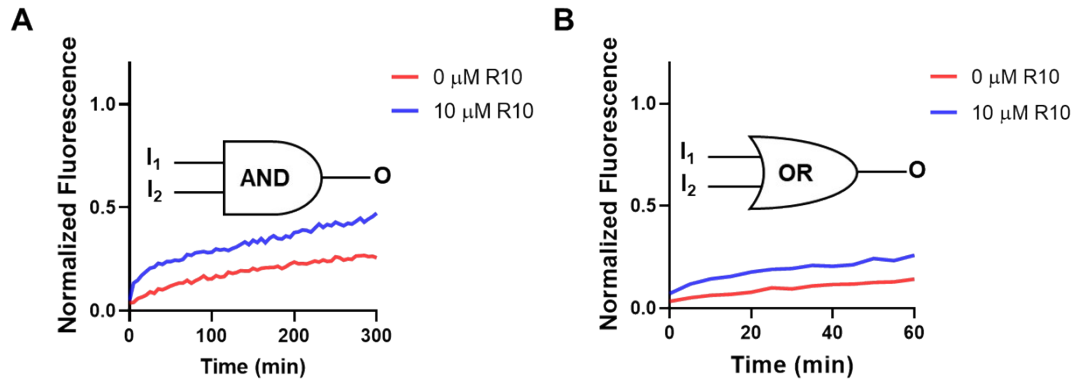 A
Normalized Fluorescence
1.0
0.5
0.0
0
100
200
300
Time (min)
I₁
I₂
AND
O
0 μM R10
10 μM R10
B
Normalized Fluorescence
1.0
0.5
0.0
0
20
40
60
Time (min)
I₁
I₂
OR
O
0 μM R10
10 μM R10